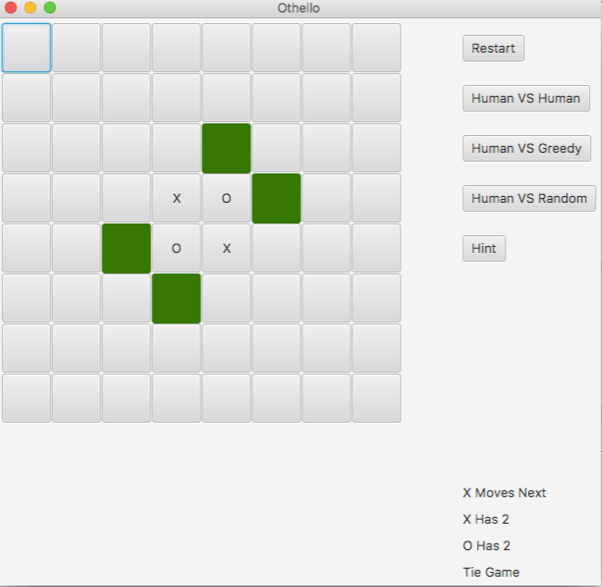 Othello
Restart
Human VS Human
Human VS Greedy
X O
Human VS Random
O X
Hint
X Moves Next
X Has 2
O Has 2
Tie Game